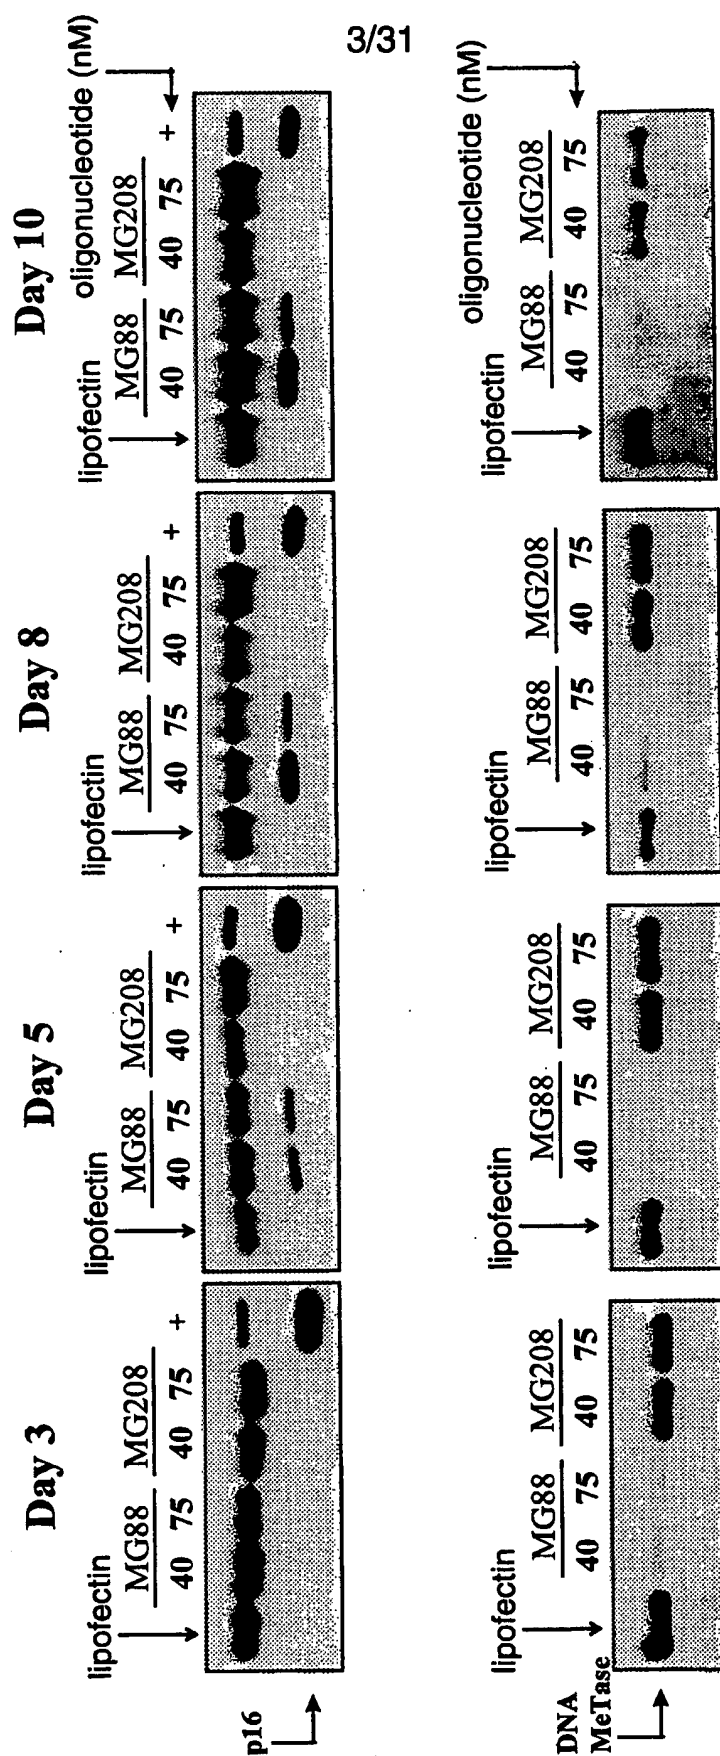 3/31
Day 3
lipofectin
MG88 MG208
40 75 40 75 +
p16
Day 5
lipofectin
MG88 MG208
40 75 40 75 +
Day 8
lipofectin
MG88 MG208
40 75 40 75 +
Day 10
lipofectin
oligonucleotide (nM)
MG88 MG208
40 75 40 75 +
lipofectin
MG88 MG208
40 75 40 75
DNA
MeTase
lipofectin
MG88 MG208
40 75 40 75
lipofectin
MG88 MG208
40 75 40 75
lipofectin
oligonucleotide (nM)
MG88 MG208
40 75 40 75